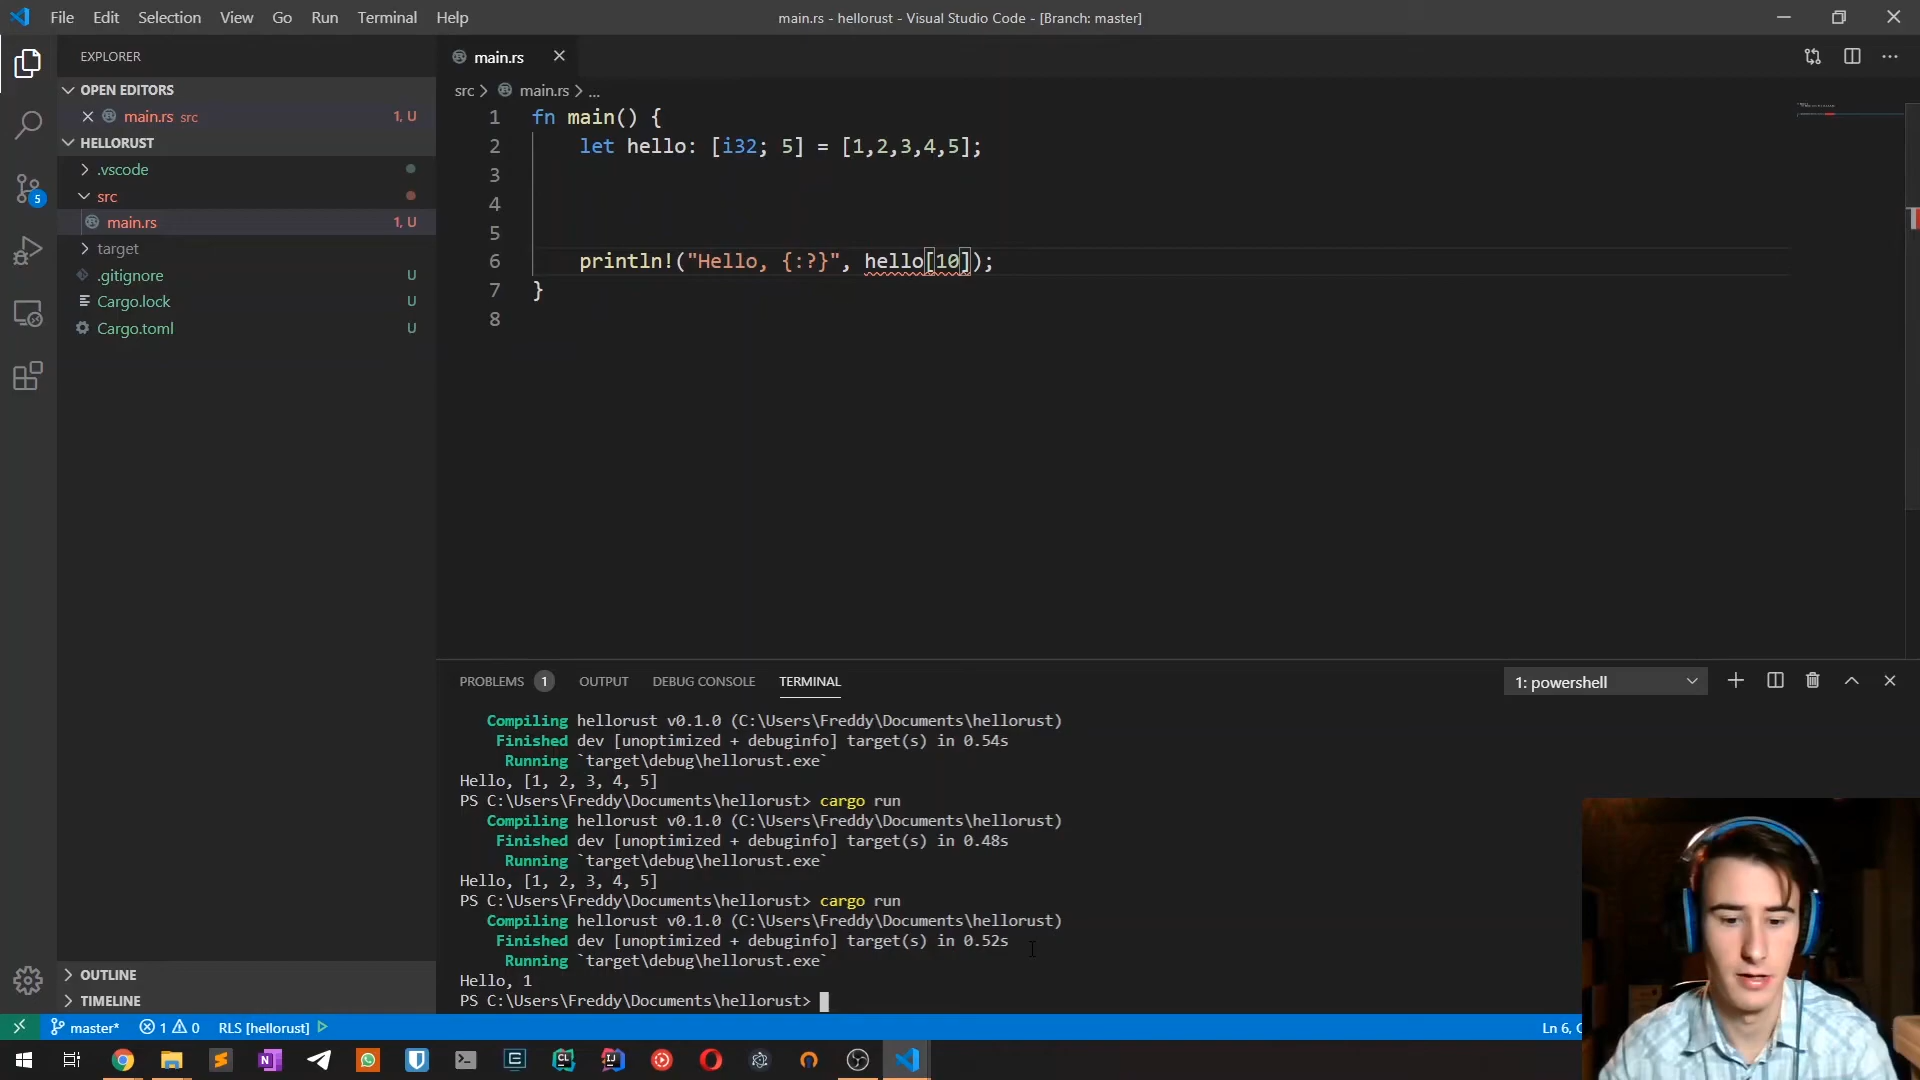 File Edit Selection View Go Run Terminal Help
main.rs - hellorust - Visual Studio Code - [Branch: master]
EXPLORER
OPEN EDITORS
main.rs src 1, U
HELLORUST
.vscode
src
main.rs 1, U
target
.gitignore U
Cargo.lock U
Cargo.toml U
OUTLINE
TIMELINE
5
main.rs
src > main.rs > ...
1 fn main() {
2 let hello: [i32; 5] = [1,2,3,4,5];
3
4
5
6 println!("Hello, {:?}", hello[10]);
7 }
8
PROBLEMS 1 OUTPUT DEBUG CONSOLE TERMINAL
1: powershell
Compiling hellorust v0.1.0 (C:\Users\Freddy\Documents\hellorust)
Finished dev [unoptimized + debuginfo] target(s) in 0.54s
Running `target\debug\hellorust.exe`
Hello, [1, 2, 3, 4, 5]
PS C:\Users\Freddy\Documents\hellorust> cargo run
Compiling hellorust v0.1.0 (C:\Users\Freddy\Documents\hellorust)
Finished dev [unoptimized + debuginfo] target(s) in 0.48s
Running `target\debug\hellorust.exe`
Hello, [1, 2, 3, 4, 5]
PS C:\Users\Freddy\Documents\hellorust> cargo run
Compiling hellorust v0.1.0 (C:\Users\Freddy\Documents\hellorust)
Finished dev [unoptimized + debuginfo] target(s) in 0.52s
Running `target\debug\hellorust.exe`
Hello, 1
PS C:\Users\Freddy\Documents\hellorust>
master* 1 0 RLS [hellorust] Ln 6,